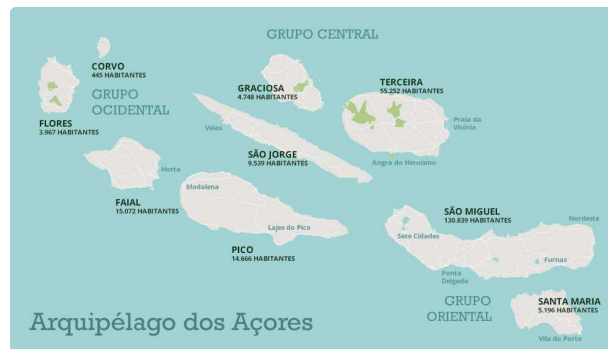 GRUPO CENTRAL
CORVO
445 HABITANTES
GRUPO
OCIDENTAL
FLORES
3.967 HABITANTES
GRACIOSA
4.748 HABITANTES
TERCEIRA
55.252 HABITANTES
Praia da
Vitória
Angra do Heroísmo
Velas
SÃO JORGE
9.539 HABITANTES
Horta
FAIAL
15.072 HABITANTES
Madalena
Lajes do Pico
PICO
14.666 HABITANTES
SÃO MIGUEL
130.839 HABITANTES
Nordeste
Sete Cidades
Furnas
Ponta
Delgada
GRUPO
ORIENTAL
SANTA MARIA
5.196 HABITANTES
Vila do Porto
Arquipélago dos Açores